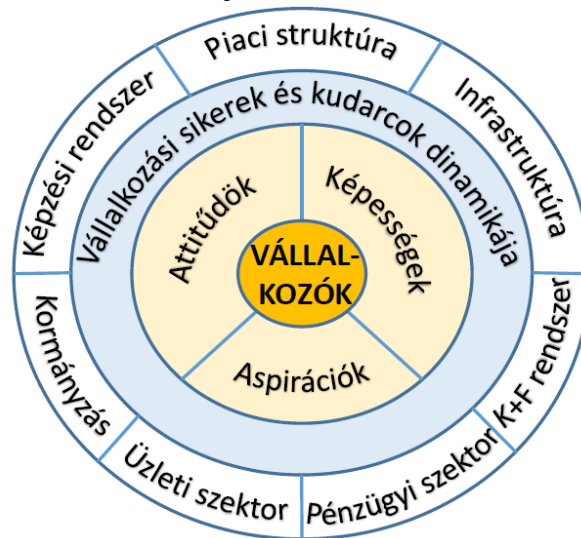 Piaci struktúra
Képzési rendszer
Infrastruktúra
Vállalkozási sikerek és kudarcok dinamikája
Attitűdök
Képességek
VÁLLAL-
KOZÓK
Aspirációk
Kormányzás
K+F rendszer
Üzleti szektor
Pénzügyi szektor